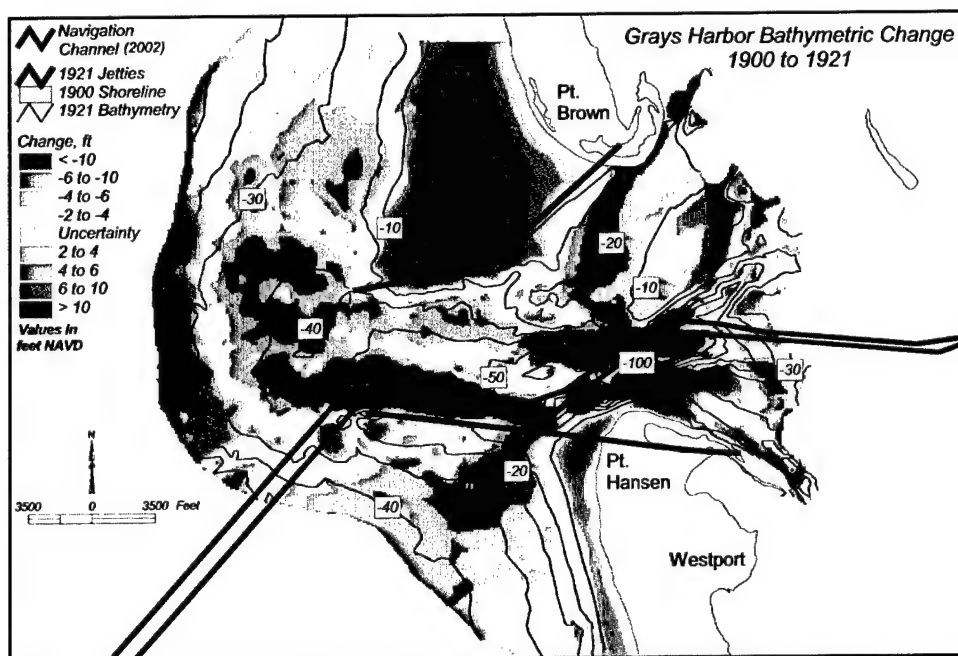 Grays Harbor Bathymetric Change
1900 to 1921
Navigation
Channel (2002)
1921 Jetties
1900 Shoreline
1921 Bathymetry
Change, ft
< -10
-6 to -10
-4 to -6
-2 to -4
Uncertainty
2 to 4
4 to 6
6 to 10
> 10
Values in
feet NAVD
N
3500 0 3500 Feet
Pt.
Brown
-30
-10
-20
-10
-40
-50
-100
-30
-20
-40
Pt.
Hansen
Westport